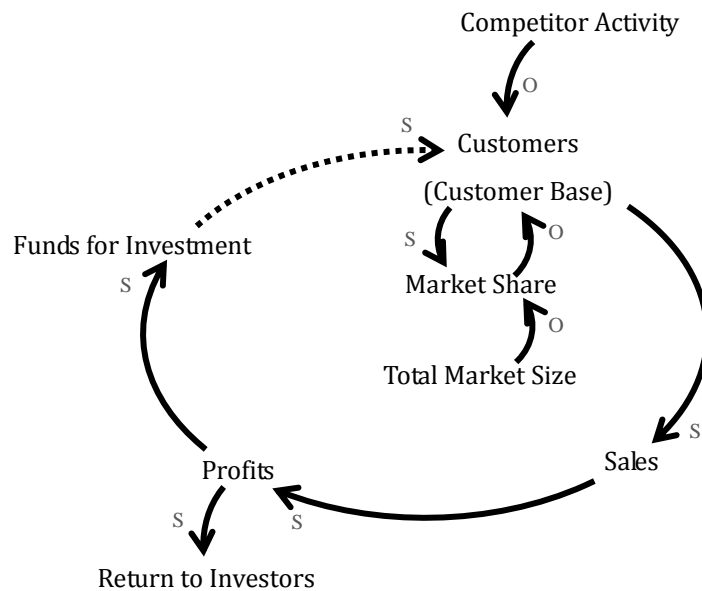 Competitor Activity
O
S
Customers
(Customer Base)
S
O
Funds for Investment
S
Market Share
O
Total Market Size
S
Sales
Profits
S
S
Return to Investors